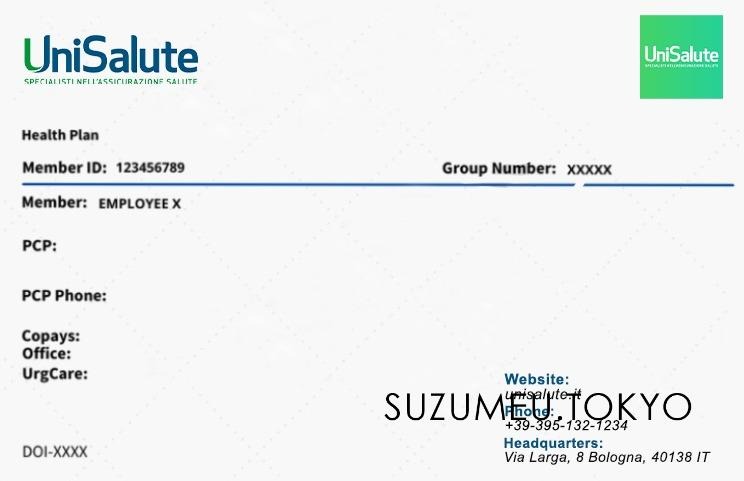 UniSalute
SPECIALISTI NELL'ASSICURAZIONE SALUTE
UniSalute
SPECIALISTI NELL'ASSICURAZIONE SALUTE
Health Plan
Member ID: 123456789
Group Number: XXXXX
Member: EMPLOYEE X
PCP:
PCP Phone:
Copays:
Office:
UrgCare:
Website:
unisalute.it
SUZUMEU.TOKYO
Phone:
+39-395-132-1234
Headquarters:
Via Larga, 8 Bologna, 40138 IT
DOI-XXXX